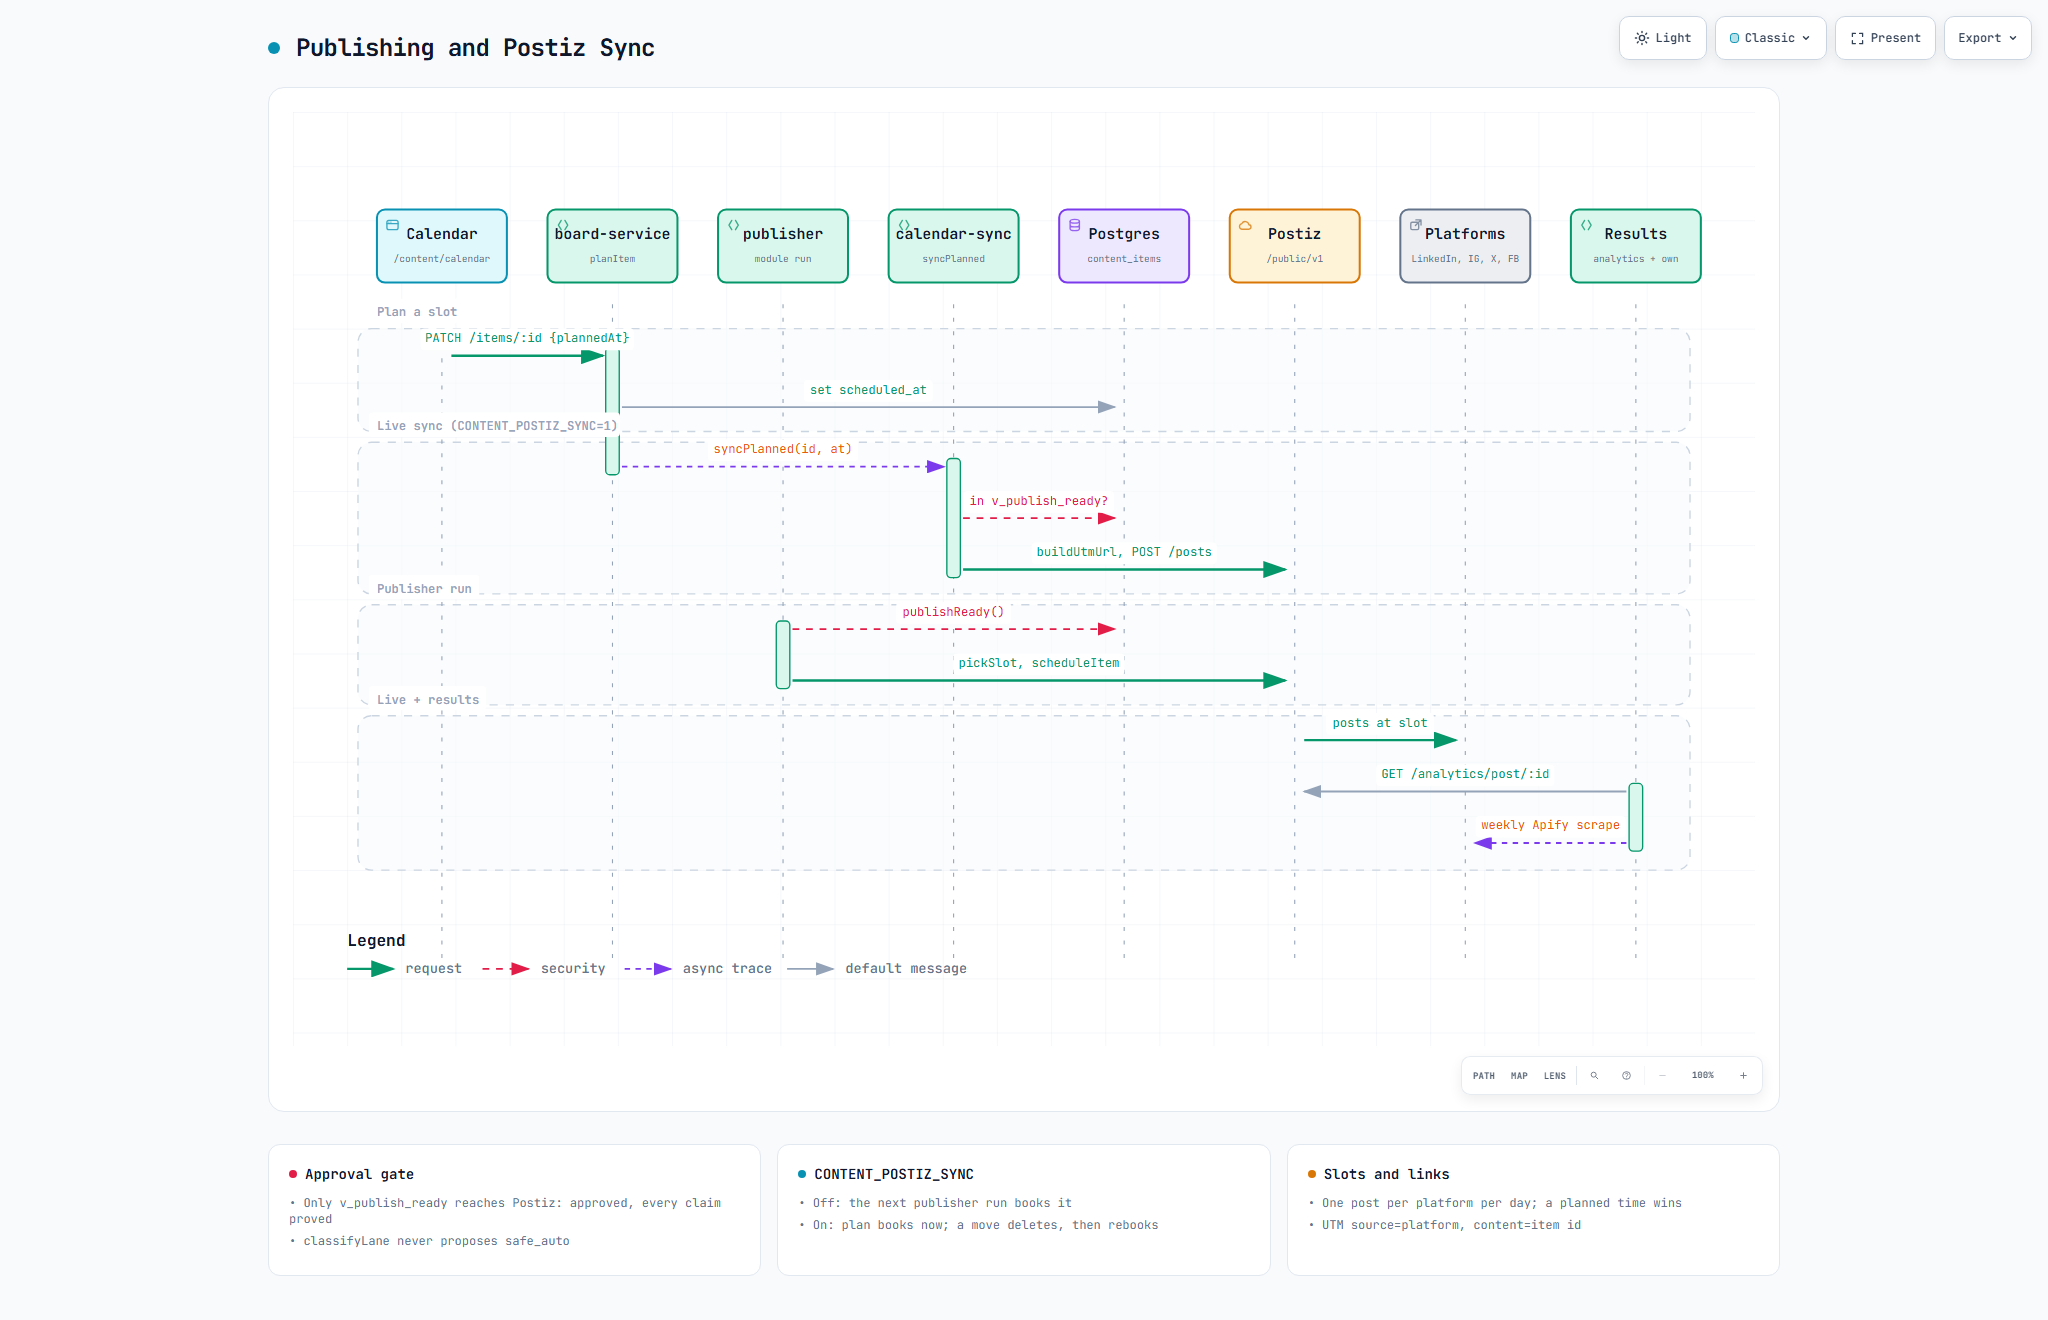 Publishing and Postiz Sync
Light
Classic
Present
Export
Calendar
/content/calendar
board-service
planItem
publisher
module run
calendar-sync
syncPlanned
Postgres
content_items
Postiz
/public/v1
Platforms
LinkedIn, IG, X, FB
Results
analytics + own
Plan a slot
PATCH /items/:id {plannedAt}
set scheduled_at
Live sync (CONTENT_POSTIZ_SYNC=1)
syncPlanned(id, at)
in v_publish_ready?
buildUtmUrl, POST /posts
Publisher run
publishReady()
pickSlot, scheduleItem
Live + results
posts at slot
GET /analytics/post/:id
weekly Apify scrape
Legend
request
security
async trace
default message
PATH
MAP
LENS
100%
Approval gate
• Only v_publish_ready reaches Postiz: approved, every claim
proved
• classifyLane never proposes safe_auto
CONTENT_POSTIZ_SYNC
• Off: the next publisher run books it
• On: plan books now; a move deletes, then rebooks
Slots and links
• One post per platform per day; a planned time wins
• UTM source=platform, content=item id